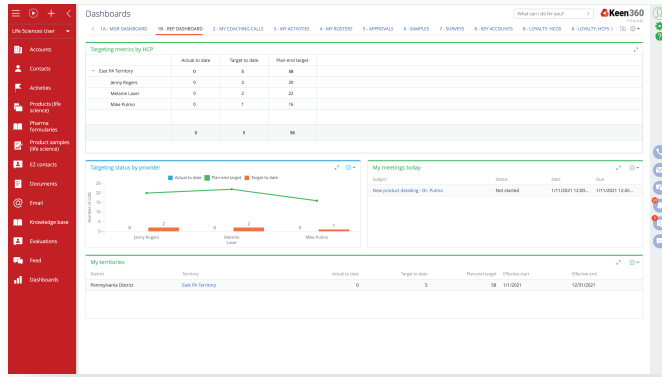 Dashboards
What can I do for you?
Keen360
Life Sciences User
1A - MGR DASHBOARD 1B - REP DASHBOARD 2 - MY COACHING CALLS 3 - MY ACTIVITIES 4 - MY ROSTERS 5 - APPROVALS 6 - SAMPLES 7 - SURVEYS 8 - KEY ACCOUNTS 9 - LOYALTY: HCOS 9 - LOYALTY: HCPS
Accounts
Contacts
Activities
Products (life science)
Pharma formularies
Product samples (life science)
EZ contacts
Documents
Email
Knowledge base
Evaluations
Feed
Dashboards
Targeting metrics by HCP
Actual to date Target to date Plan-end target
East PA Territory 0 5 58
Jenny Rogers 0 2 20
Melanie Laser 0 2 22
Mike Pulmo 0 1 16
0 5 58
Targeting status by provider
Actual to date Plan-end target Target to date
Number of calls
25
20
15
10
5
0
0 2 0 2 0 1
Jenny Rogers Melanie Laser Mike Pulmo
My meetings today
Subject Status Start Due
New product detailing - Dr. Pulmo Not started 1/11/2021 12:00... 1/11/2021 12:45...
My territories
District Territory Actual to date Target to date Plan-end target Effective start Effective end
Pennsylvania District East PA Territory 0 5 58 1/1/2021 12/31/2021